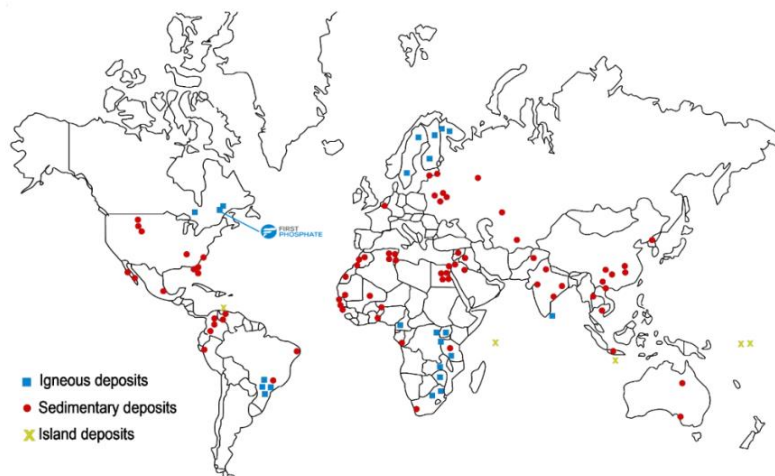 FIRST
PHOSPHATE
Igneous deposits
Sedimentary deposits
Island deposits